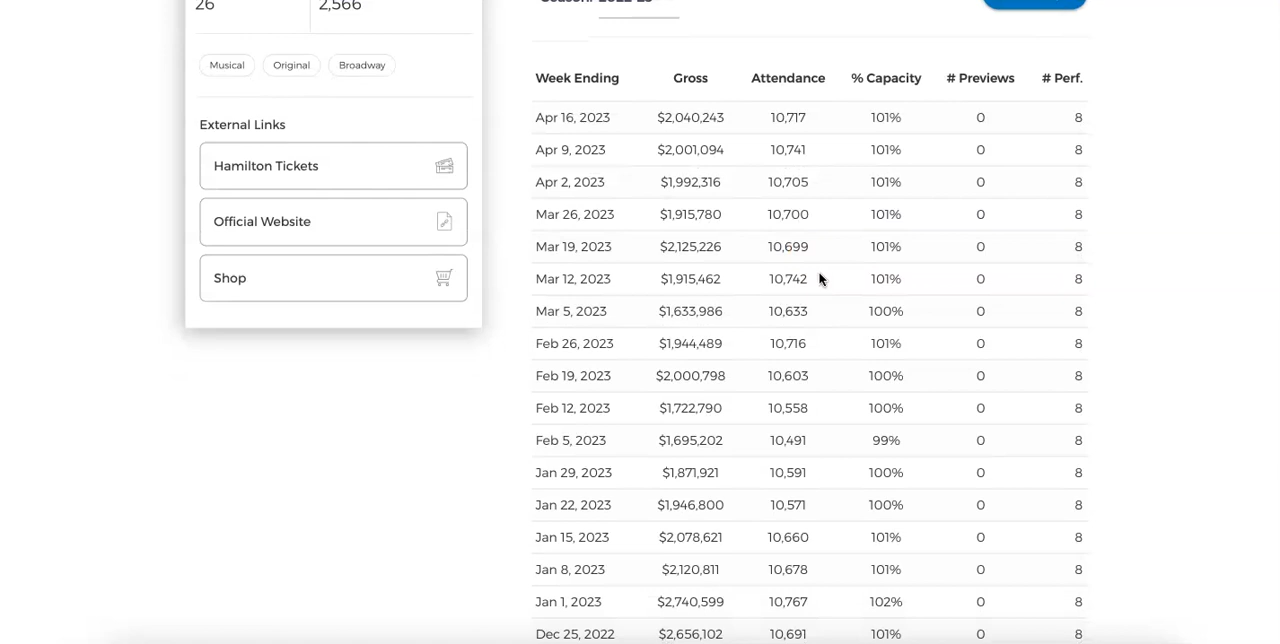 26
2,566
Musical
Original
Broadway
External Links
Hamilton Tickets
Official Website
Shop
Week Ending Gross Attendance % Capacity # Previews # Perf.
Apr 16, 2023 $2,040,243 10,717 101% 0 8
Apr 9, 2023 $2,001,094 10,741 101% 0 8
Apr 2, 2023 $1,992,316 10,705 101% 0 8
Mar 26, 2023 $1,915,780 10,700 101% 0 8
Mar 19, 2023 $2,125,226 10,699 101% 0 8
Mar 12, 2023 $1,915,462 10,742 101% 0 8
Mar 5, 2023 $1,633,986 10,633 100% 0 8
Feb 26, 2023 $1,944,489 10,716 101% 0 8
Feb 19, 2023 $2,000,798 10,603 100% 0 8
Feb 12, 2023 $1,722,790 10,558 100% 0 8
Feb 5, 2023 $1,695,202 10,491 99% 0 8
Jan 29, 2023 $1,871,921 10,591 100% 0 8
Jan 22, 2023 $1,946,800 10,571 100% 0 8
Jan 15, 2023 $2,078,621 10,660 101% 0 8
Jan 8, 2023 $2,120,811 10,678 101% 0 8
Jan 1, 2023 $2,740,599 10,767 102% 0 8
Dec 25, 2022 $2,656,102 10,691 101% 0 8